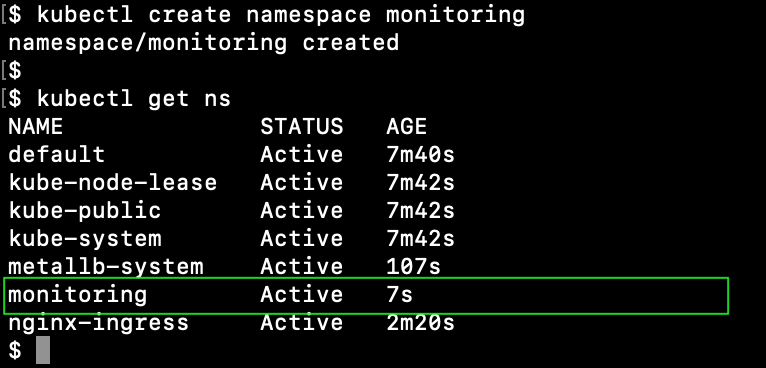 $ kubectl create namespace monitoring
namespace/monitoring created
$
$ kubectl get ns
NAME              STATUS   AGE
default           Active   7m40s
kube-node-lease   Active   7m42s
kube-public       Active   7m42s
kube-system       Active   7m42s
metallb-system    Active   107s
monitoring        Active   7s
nginx-ingress     Active   2m20s
$